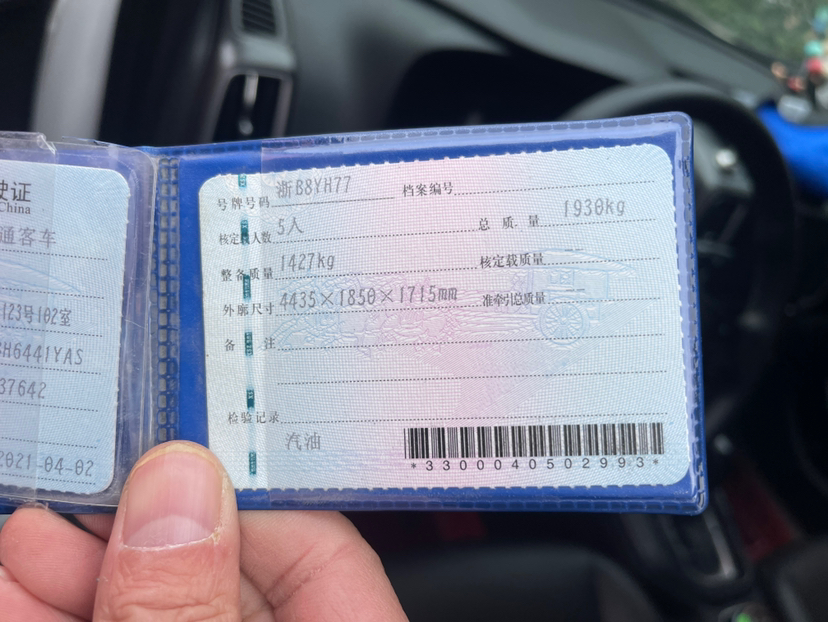 驶证
China
通客车
123号102室
SH6441YAS
37642
2021-04-02
号牌号码 浙B8YH77 档案编号
核定载人数 5人 总质量 1930kg
整备质量 1427kg 核定载质量 --
外廓尺寸 4435×1850×1715mm 准牵引总质量 --
备注
检验记录
汽油
*3300040502993*